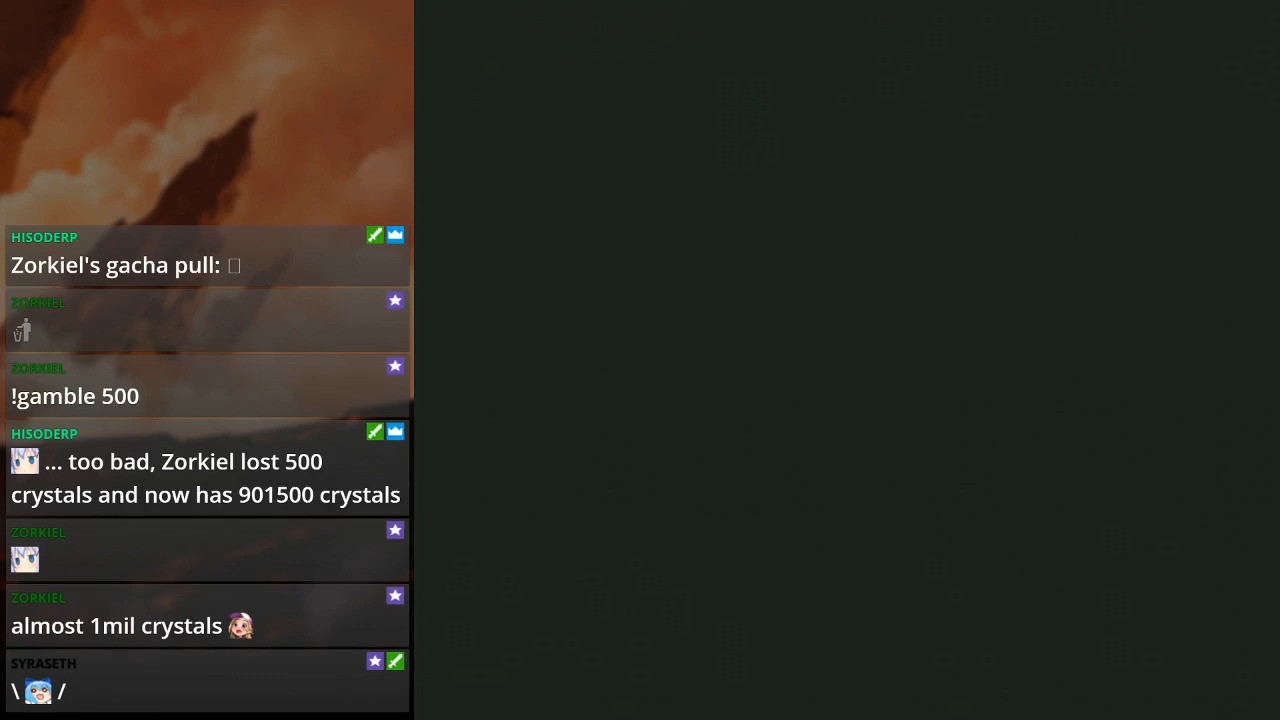 HISODERP
Zorkiel's gacha pull:
ZORKIEL
ZORKIEL
!gamble 500
HISODERP
... too bad, Zorkiel lost 500
crystals and now has 901500 crystals
ZORKIEL
ZORKIEL
almost 1mil crystals
SYRASETH
\ /